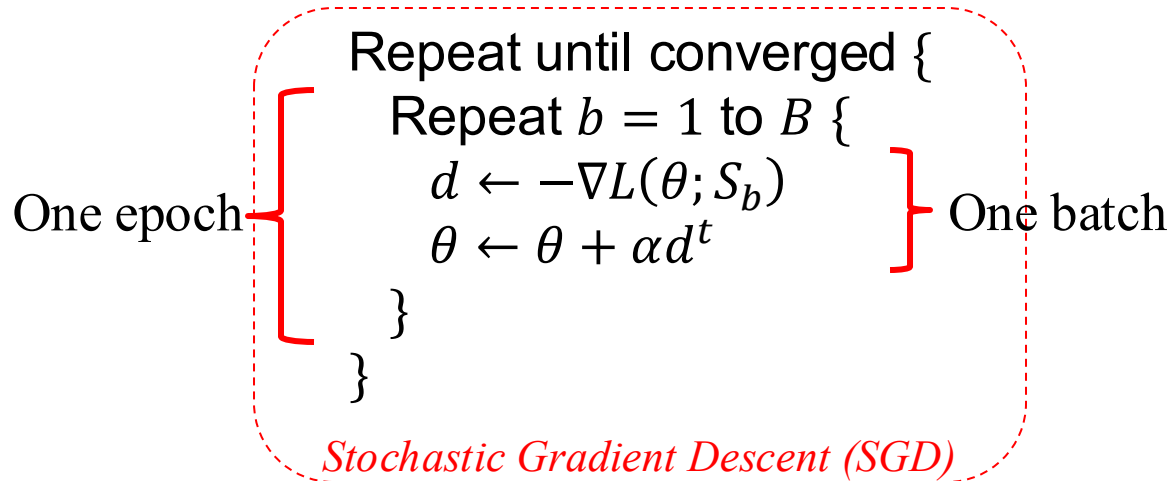 Repeat until converged {
Repeat 𝑏 = 1 to 𝐵 {
𝑑 ← −∇𝐿(𝜃; 𝑆_𝑏)
One epoch
One batch
𝜃 ← 𝜃 + 𝛼𝑑^𝑡
}
}
Stochastic Gradient Descent (SGD)